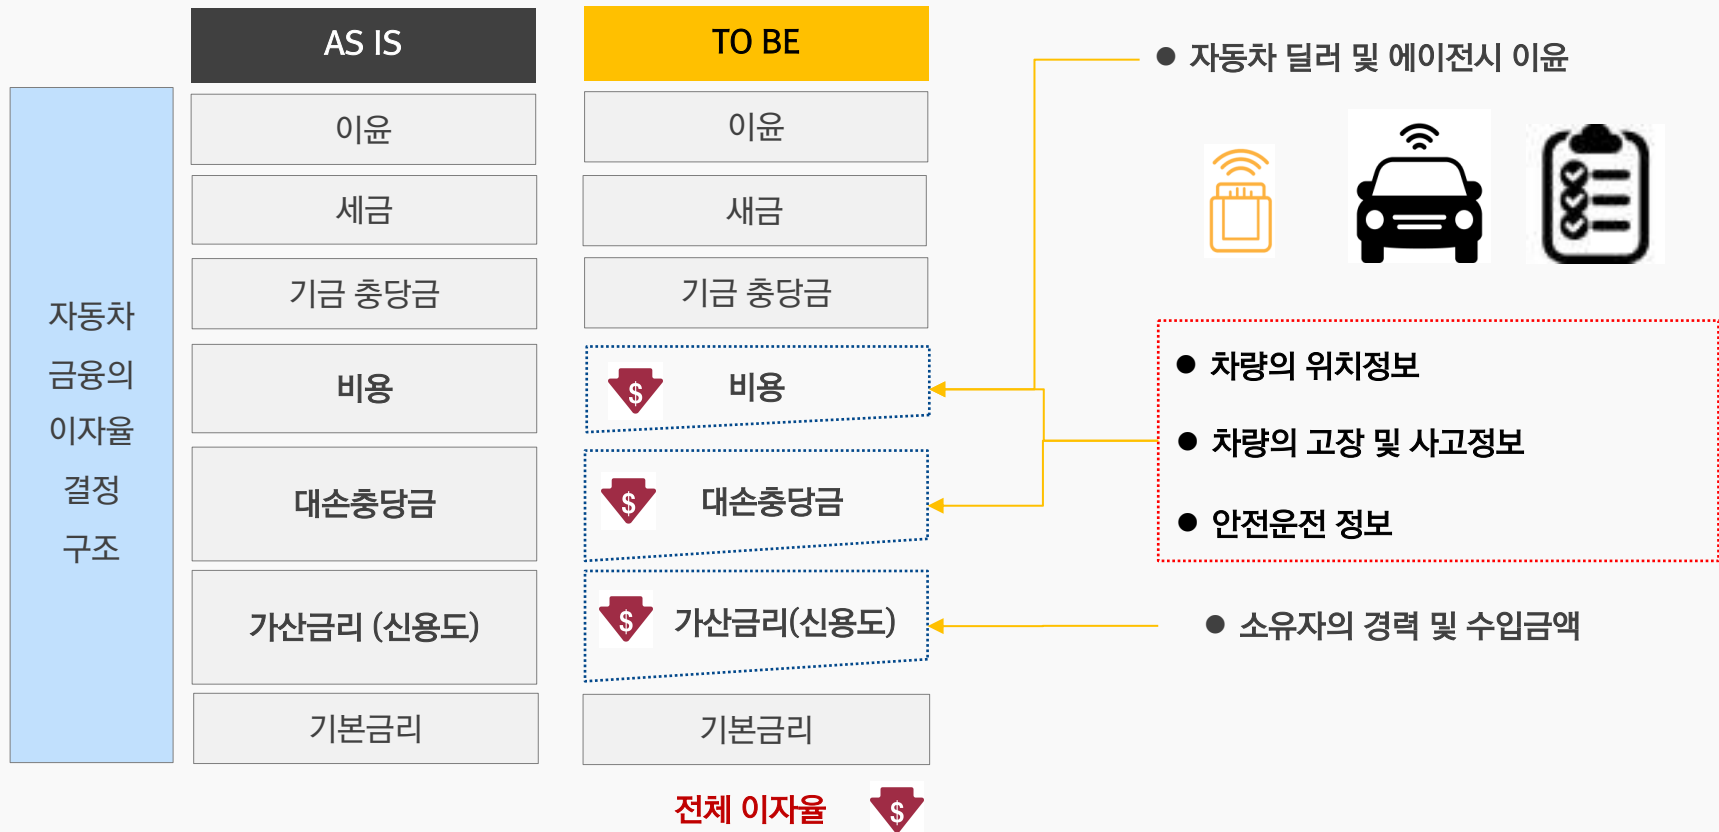 AS IS
TO BE
자동차
금융의
이자율
결정
구조
이윤
세금
기금 충당금
비용
대손충당금
가산금리 (신용도)
기본금리
이윤
새금
기금 충당금
$ 비용
$ 대손충당금
$ 가산금리(신용도)
기본금리
전체 이자율 $
● 자동차 딜러 및 에이전시 이윤
● 차량의 위치정보
● 차량의 고장 및 사고정보
● 안전운전 정보
● 소유자의 경력 및 수입금액